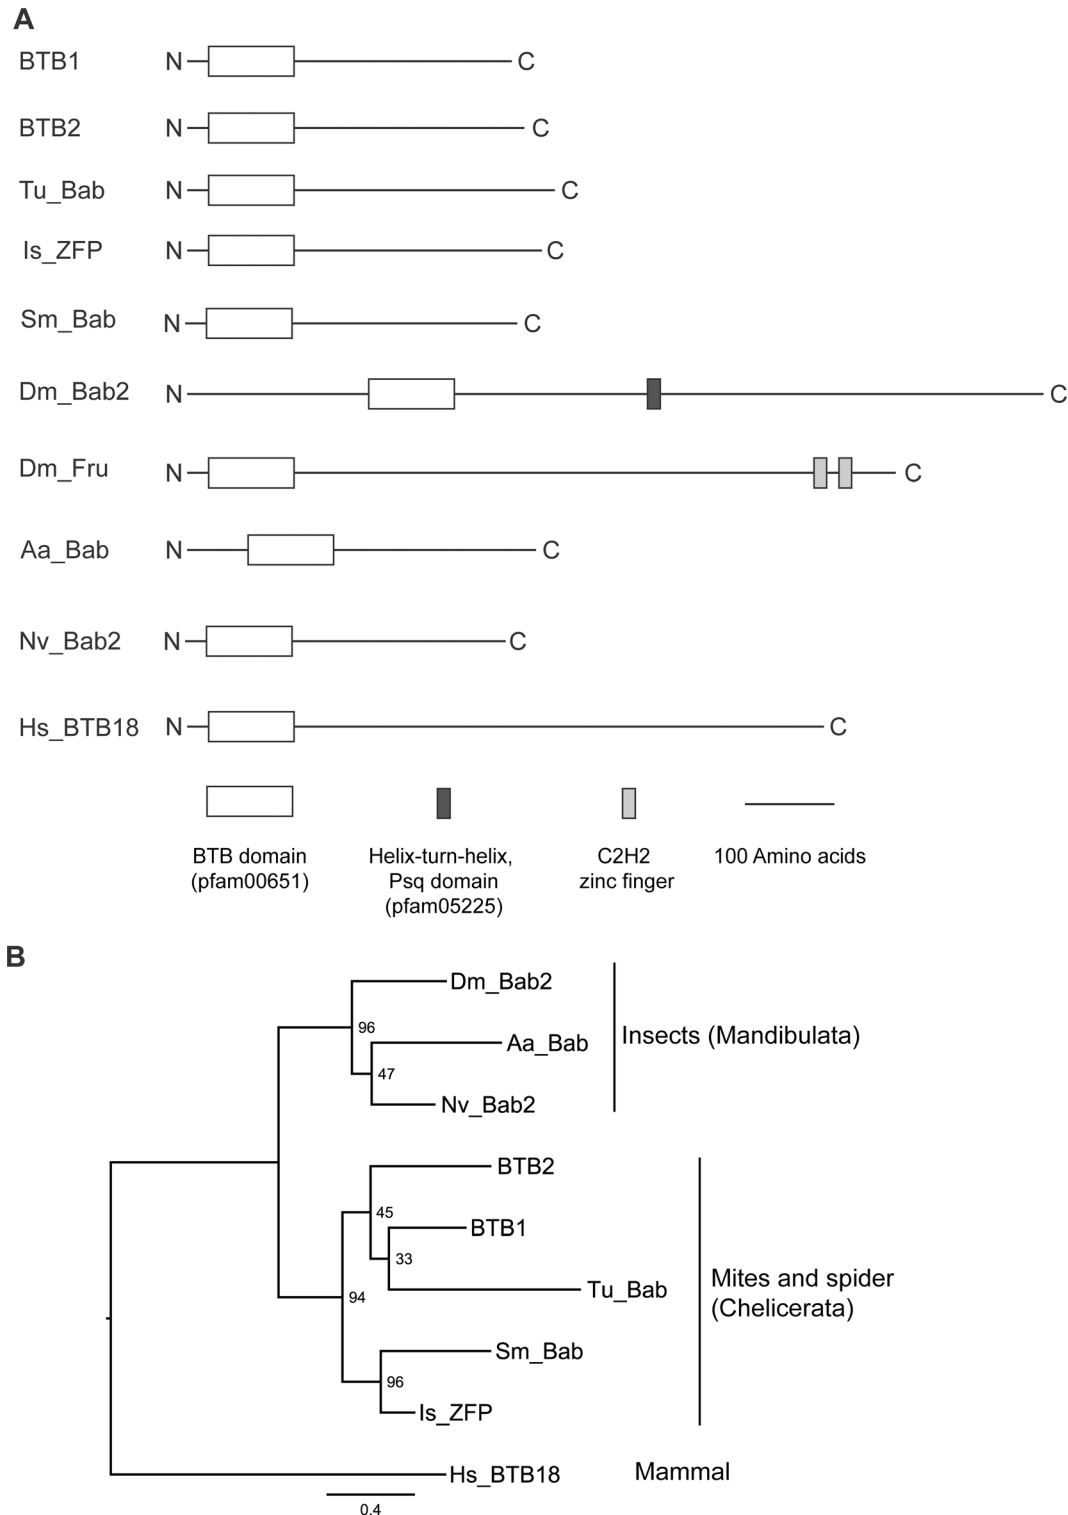 A
BTB1 N C
BTB2 N C
Tu_Bab N C
Is_ZFP N C
Sm_Bab N C
Dm_Bab2 N C
Dm_Fru N C
Aa_Bab N C
Nv_Bab2 N C
Hs_BTB18 N C
BTB domain
(pfam00651)
Helix-turn-helix,
Psq domain
(pfam05225)
C2H2
zinc finger
100 Amino acids
B
Dm_Bab2
96
Aa_Bab
47
Nv_Bab2
Insects (Mandibulata)
BTB2
45
BTB1
33
Tu_Bab
94
Sm_Bab
96
Is_ZFP
Mites and spider
(Chelicerata)
Hs_BTB18
Mammal
0.4